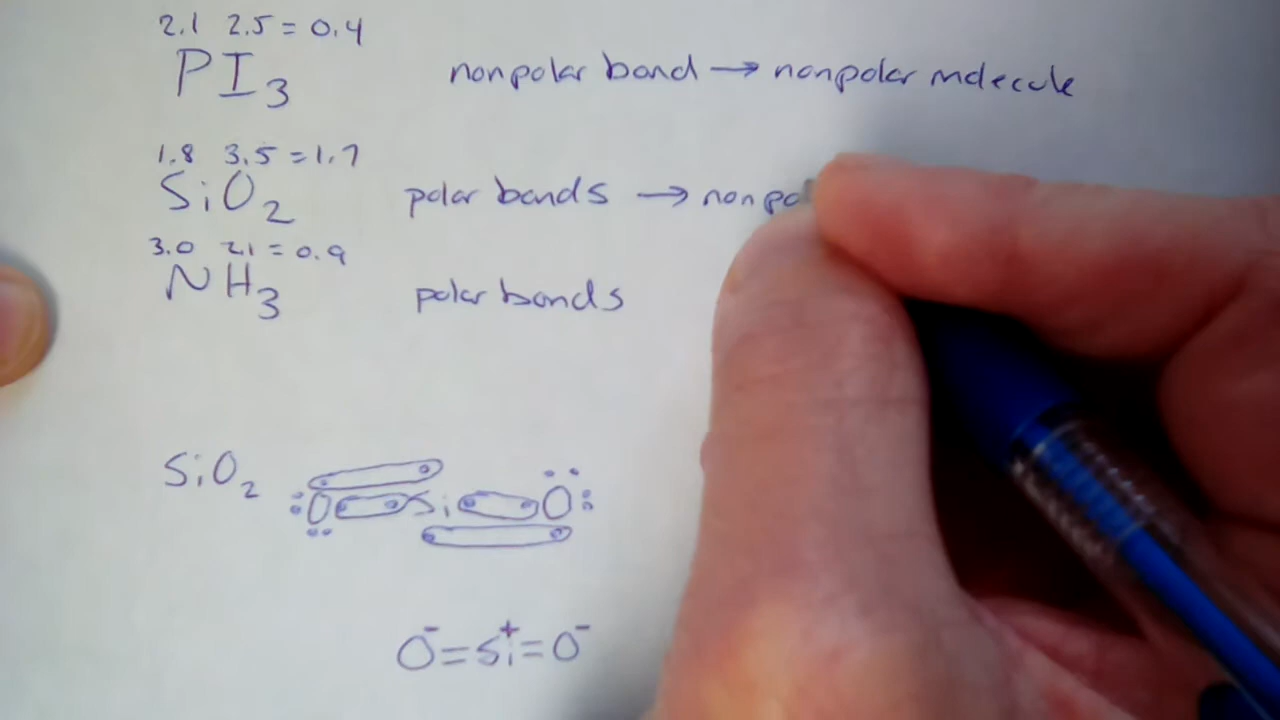 2.1 2.5 = 0.4
PI3 nonpolar bond → nonpolar molecule
1.8 3.5 = 1.7
SiO2 polar bonds → nonpo
3.0 2.1 = 0.9
NH3 polar bonds
SiO2 O Si O
O⁻=Si⁺=O⁻